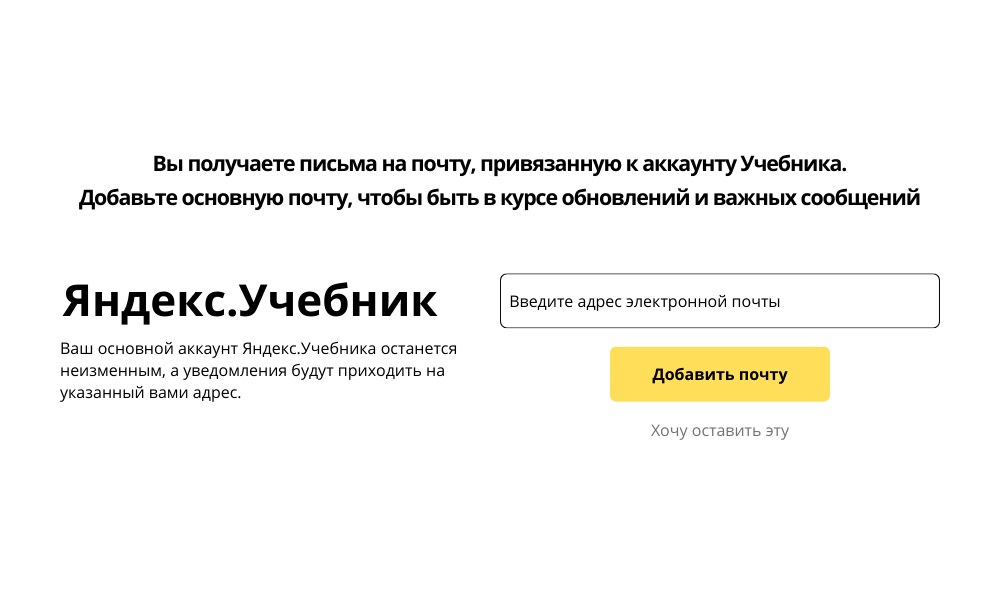 Вы получаете письма на почту, привязанную к аккаунту Учебника.
Добавьте основную почту, чтобы быть в курсе обновлений и важных сообщений
Яндекс.Учебник
Ваш основной аккаунт Яндекс.Учебника останется
неизменным, а уведомления будут приходить на
указанный вами адрес.
Введите адрес электронной почты
Добавить почту
Хочу оставить эту